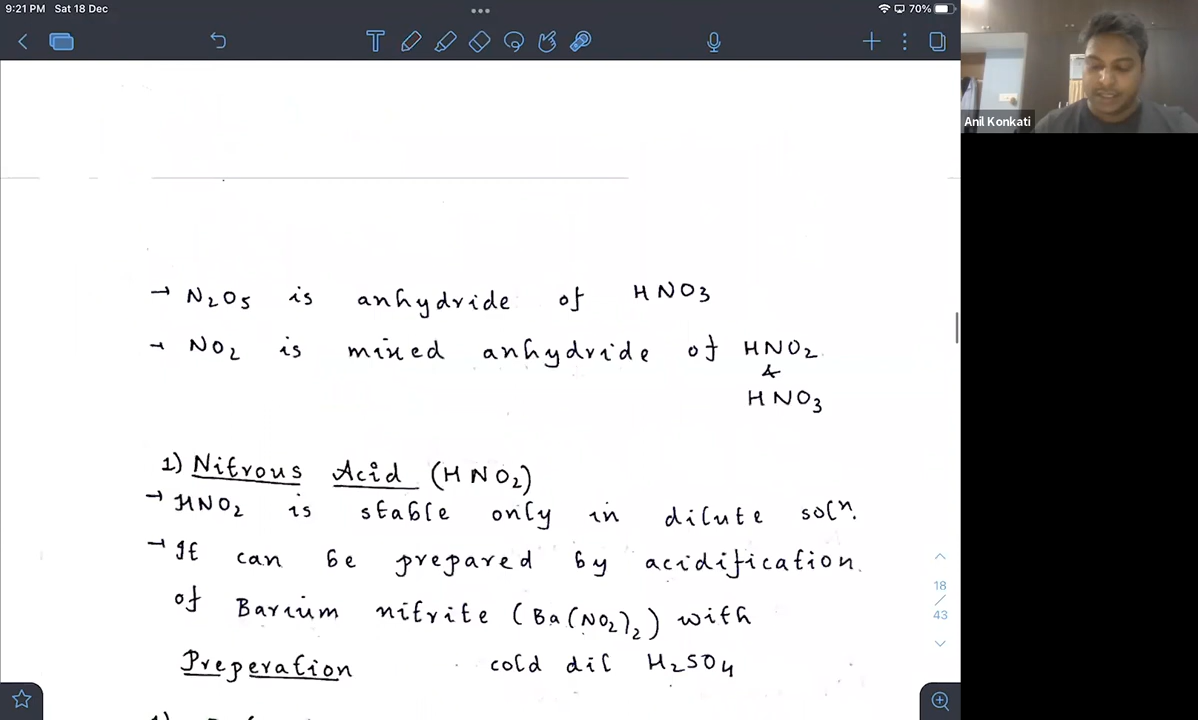 9:21 PM Sat 18 Dec
70%
T
Anil Konkati
→ N2O5 is anhydride of HNO3
→ NO2 is mixed anhydride of HNO2
&
HNO3
1) Nitrous Acid (HNO2)
→ HNO2 is stable only in dilute solⁿ.
→ It can be prepared by acidification
of Barium nitrite (Ba(NO2)2) with
Preperation cold dil H2SO4
18
/
43